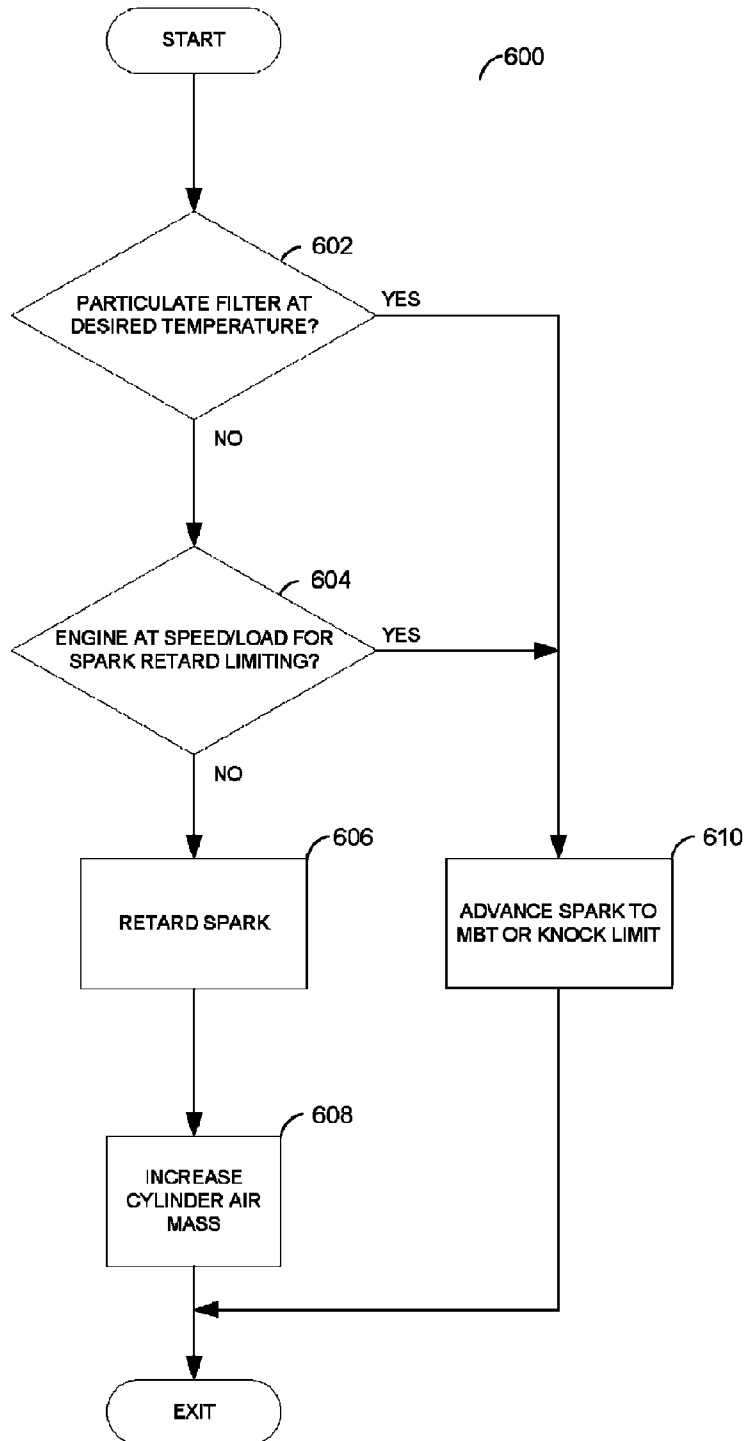 START
600
602
PARTICULATE FILTER AT
DESIRED TEMPERATURE?
YES
NO
604
ENGINE AT SPEED/LOAD FOR
SPARK RETARD LIMITING?
YES
NO
606
RETARD SPARK
610
ADVANCE SPARK TO
MBT OR KNOCK LIMIT
608
INCREASE
CYLINDER AIR
MASS
EXIT